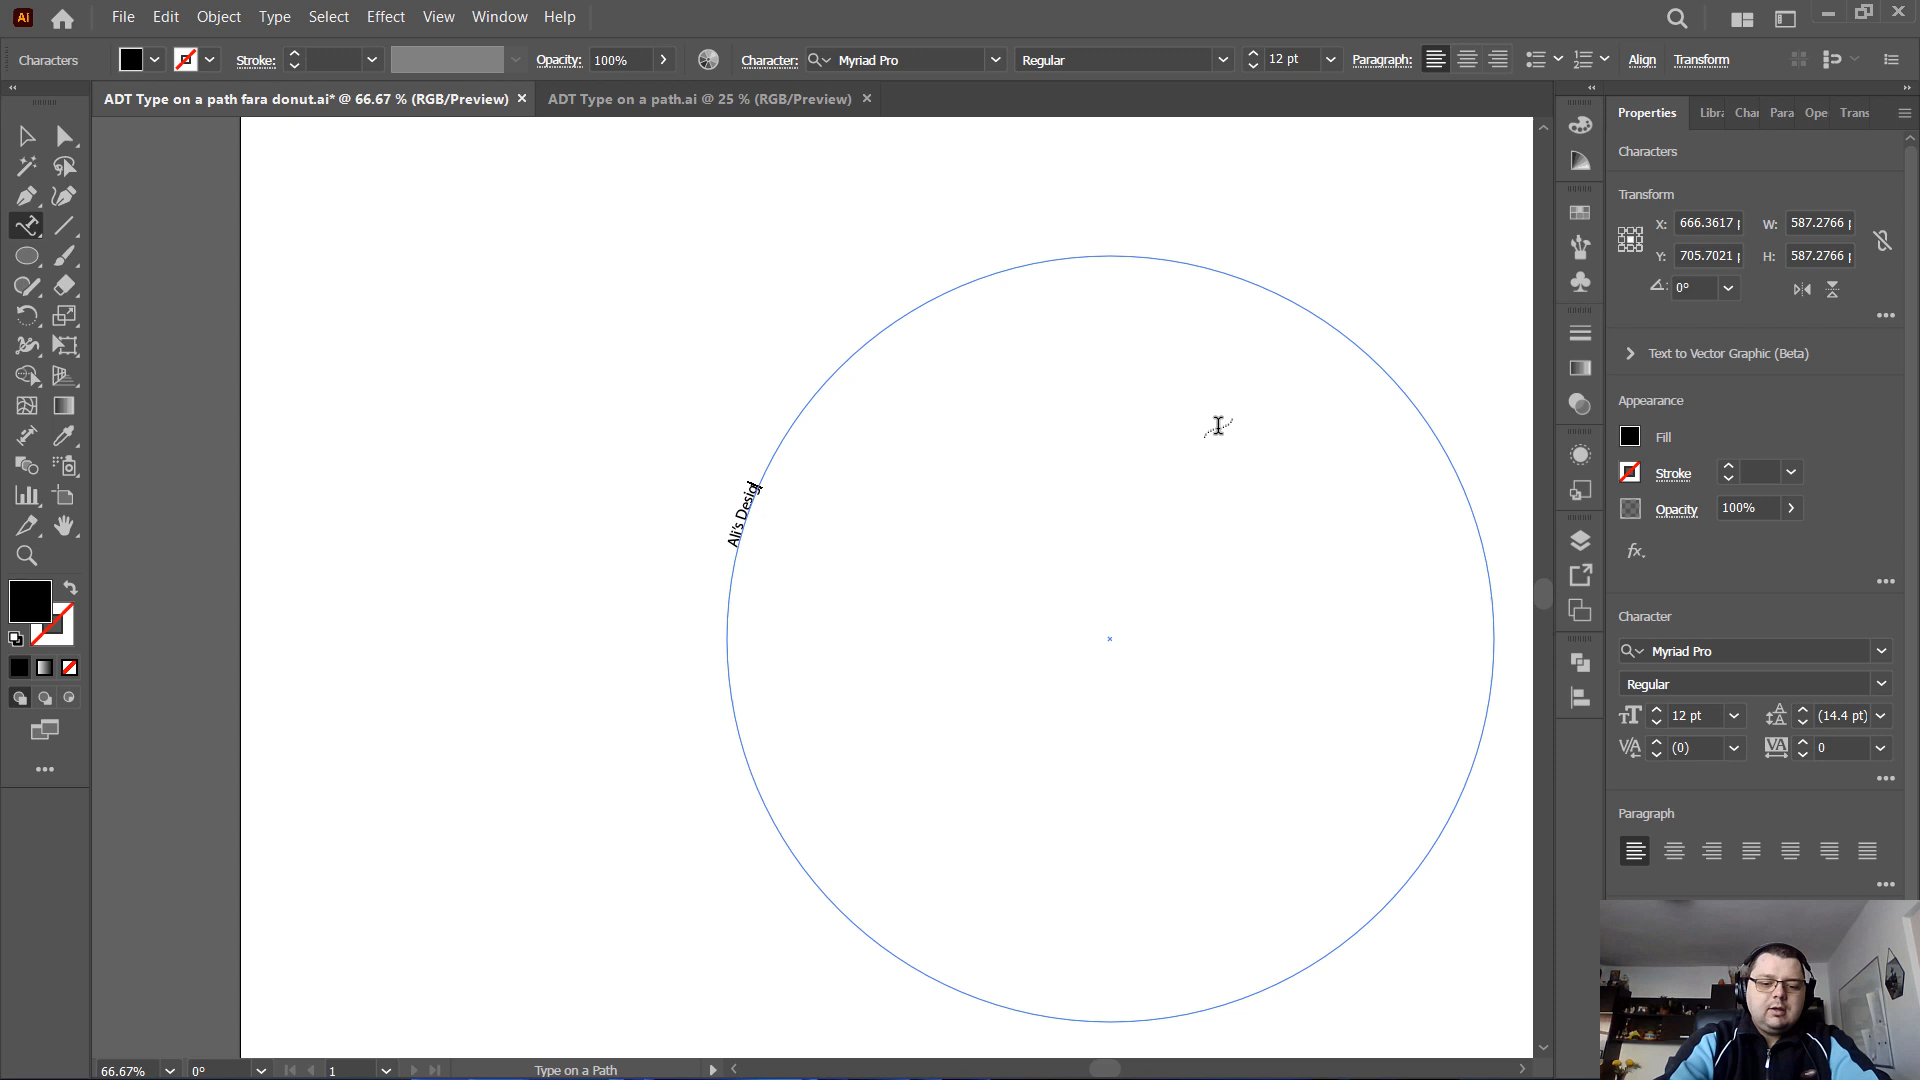 Ai File Edit Object Type Select Effect View Window Help
Characters Stroke: Opacity: 100% Character: Myriad Pro Regular 12 pt Paragraph: Align Transform
ADT Type on a path fara donut.ai* @ 66.67 % (RGB/Preview) ADT Type on a path.ai @ 25 % (RGB/Preview)
Properties Libra Char Para Ope Trans
Characters
Transform
X: 666.3617 p W: 587.2766 p
Y: 705.7021 p H: 587.2766 p
0°
Text to Vector Graphic (Beta)
Appearance
Fill
Stroke
Opacity 100%
fx.
Ali's Desig
Character
Myriad Pro
Regular
12 pt (14.4 pt)
(0) 0
Paragraph
66.67% 0° 1 Type on a Path